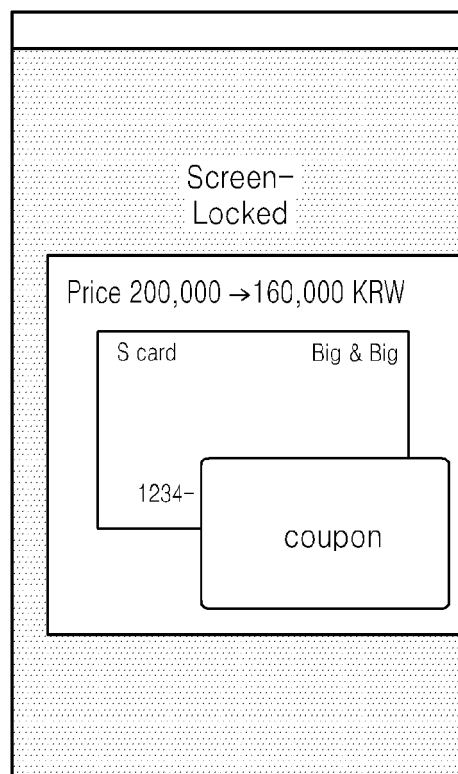 Screen-
Locked
Price 200,000 →160,000 KRW
S card Big & Big
1234-
coupon